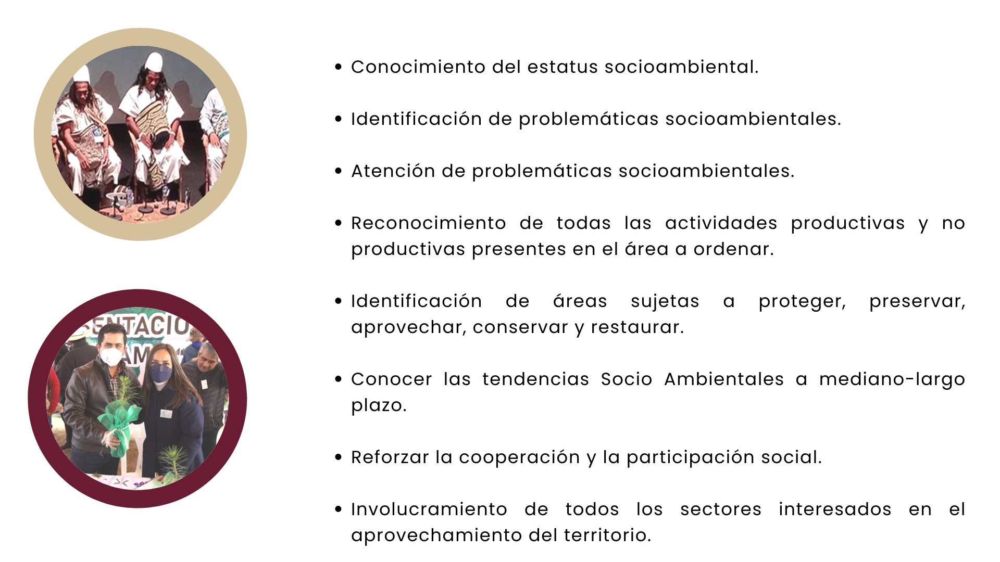 • Conocimiento del estatus socioambiental.
• Identificación de problemáticas socioambientales.
• Atención de problemáticas socioambientales.
• Reconocimiento de todas las actividades productivas y no
productivas presentes en el área a ordenar.
• Identificación de áreas sujetas a proteger, preservar,
aprovechar, conservar y restaurar.
• Conocer las tendencias Socio Ambientales a mediano-largo
plazo.
• Reforzar la cooperación y la participación social.
• Involucramiento de todos los sectores interesados en el
aprovechamiento del territorio.
SENTACIO
AM